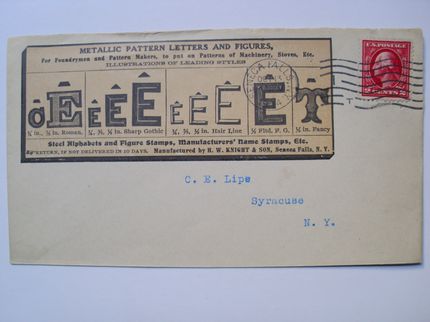 METALLIC PATTERN LETTERS AND FIGURES,
For Foundrymen and Pattern Makers, to put on Patterns of Machinery, Stoves, Etc.
ILLUSTRATIONS OF LEADING STYLES
Ô É É É É Ê Ê Ê É T
¼ in., ¾ in. Roman. ¼, ⅜, ½ in. Sharp Gothic ¼, ⅜, ½ in. Hair Line ½ Flat, F. G. ½ in. Fancy
Steel Alphabets and Figure Stamps, Manufacturers' Name Stamps, Etc.
RETURN, IF NOT DELIVERED IN 10 DAYS. Manufactured by H. W. KNIGHT & SON, Seneca Falls, N. Y.
SENECA FALLS
U.S. POSTAGE
2 CENTS 2
C. E. Lipe
Syracuse
N. Y.